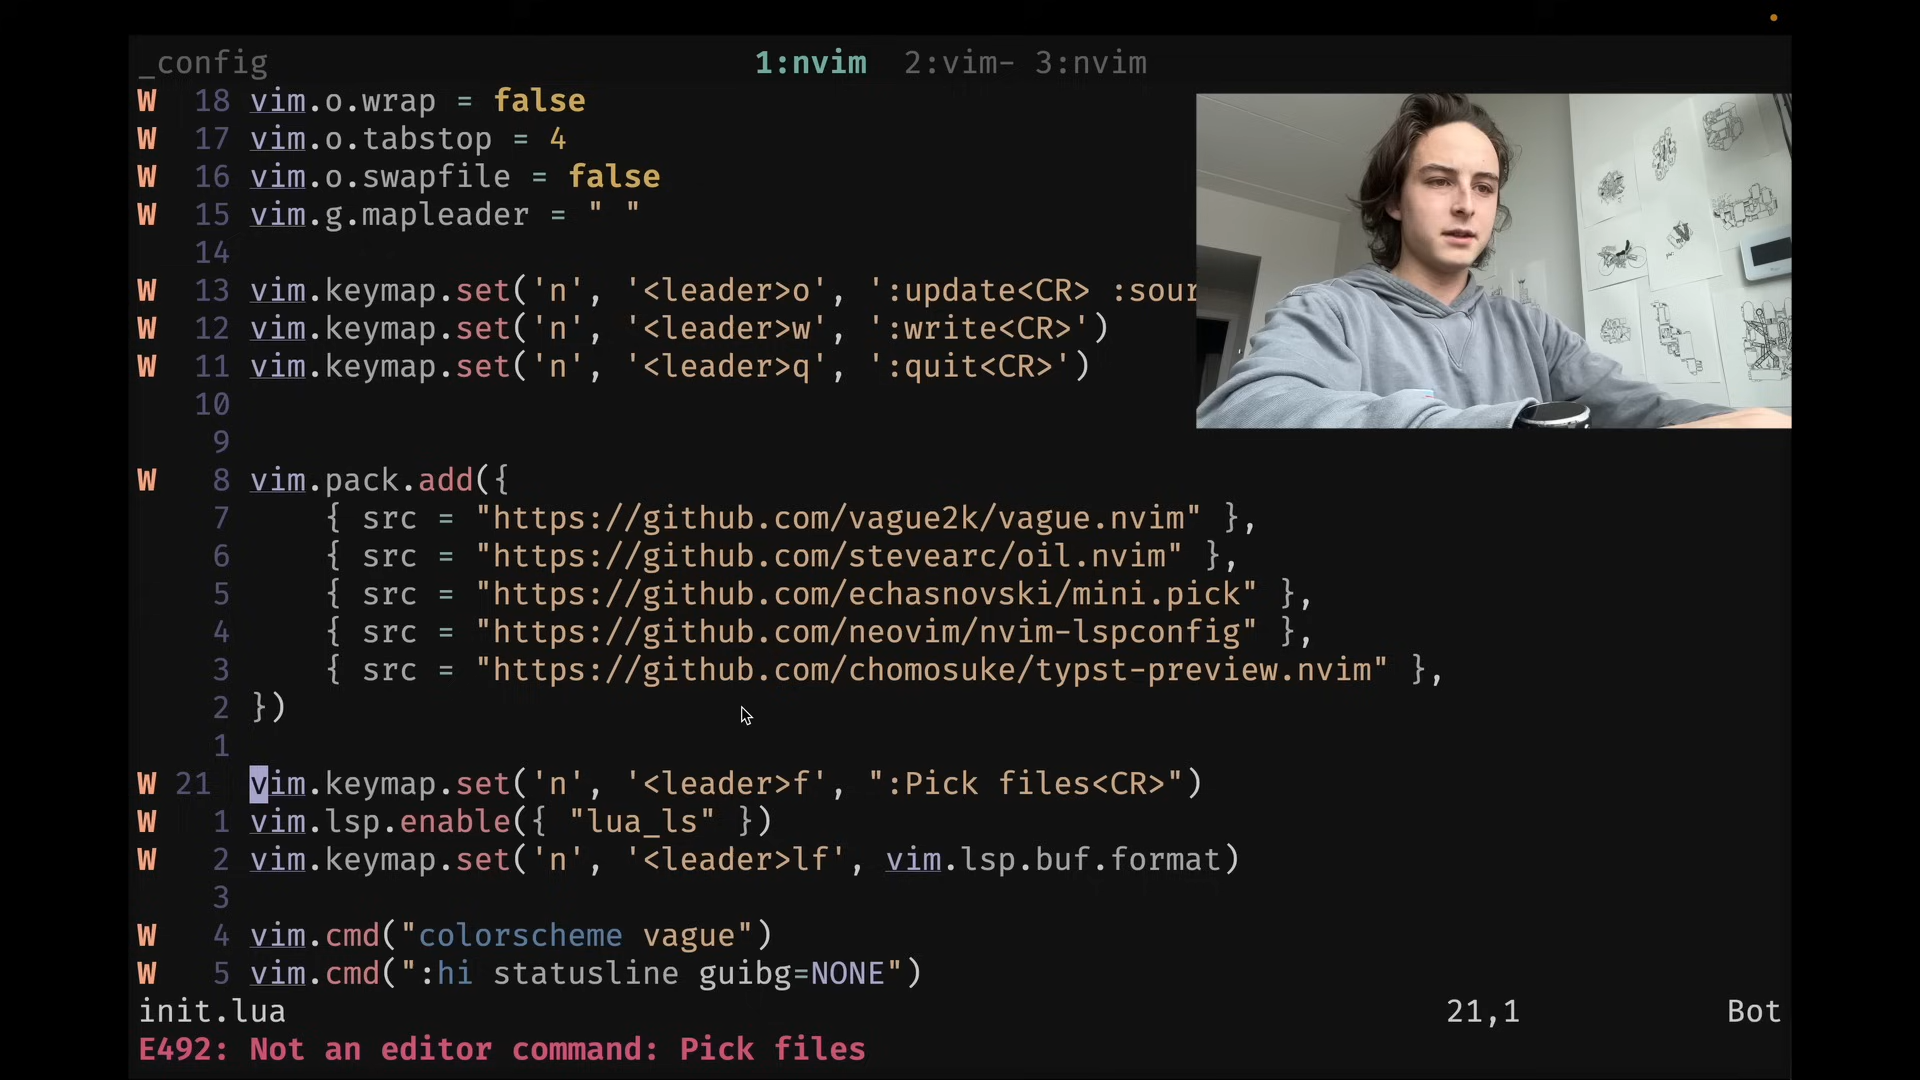 _config 1:nvim 2:vim- 3:nvim
W 18 vim.o.wrap = false
W 17 vim.o.tabstop = 4
W 16 vim.o.swapfile = false
W 15 vim.g.mapleader = " "
14
W 13 vim.keymap.set('n', '<leader>o', ':update<CR> :sour
W 12 vim.keymap.set('n', '<leader>w', ':write<CR>')
W 11 vim.keymap.set('n', '<leader>q', ':quit<CR>')
10
9
W 8 vim.pack.add({
7 { src = "https://github.com/vague2k/vague.nvim" },
6 { src = "https://github.com/stevearc/oil.nvim" },
5 { src = "https://github.com/echasnovski/mini.pick" },
4 { src = "https://github.com/neovim/nvim-lspconfig" },
3 { src = "https://github.com/chomosuke/typst-preview.nvim" },
2 })
1
W 21 vim.keymap.set('n', '<leader>f', ":Pick files<CR>")
W 1 vim.lsp.enable({ "lua_ls" })
W 2 vim.keymap.set('n', '<leader>lf', vim.lsp.buf.format)
3
W 4 vim.cmd("colorscheme vague")
W 5 vim.cmd(":hi statusline guibg=NONE")
init.lua 21,1 Bot
E492: Not an editor command: Pick files